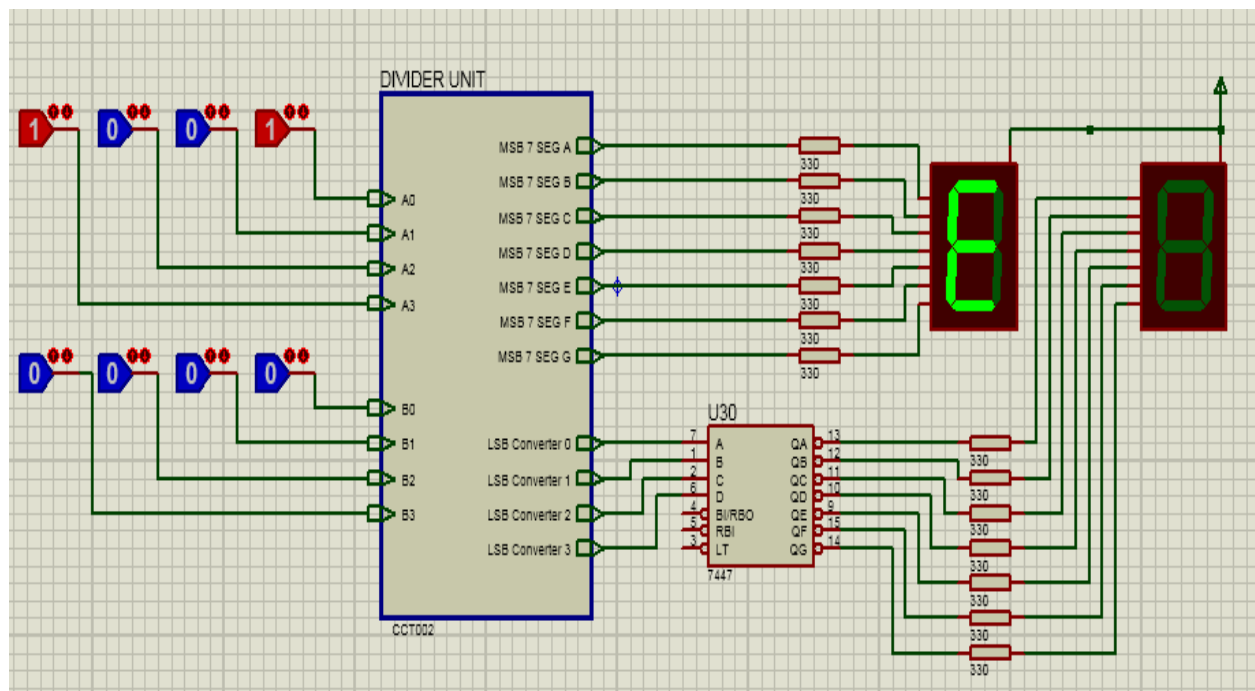 DIVIDER UNIT
1 0 0 1
A0
A1
A2
A3
0 0 0 0
B0
B1
B2
B3
MSB 7 SEG A
MSB 7 SEG B
MSB 7 SEG C
MSB 7 SEG D
MSB 7 SEG E
MSB 7 SEG F
MSB 7 SEG G
LSB Converter 0
LSB Converter 1
LSB Converter 2
LSB Converter 3
CCT002
330
330
330
330
330
330
330
E
8
U30
7 A QA 13
1 B QB 12
2 C QC 11
6 D QD 10
4 BI/RBO QE 9
5 RBI QF 15
3 LT QG 14
7447
330
330
330
330
330
330
330